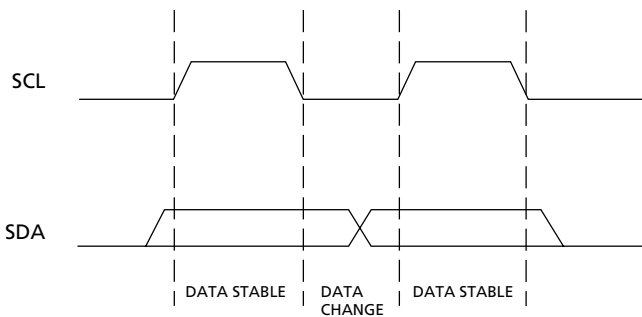 SCL
SDA
DATA STABLE
DATA
CHANGE
DATA STABLE